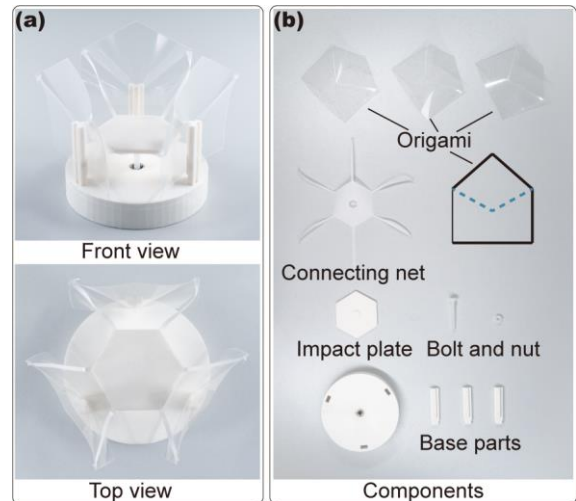 (a)
Front view
Top view
(b)
Origami
Connecting net
Impact plate
Bolt and nut
Base parts
Components